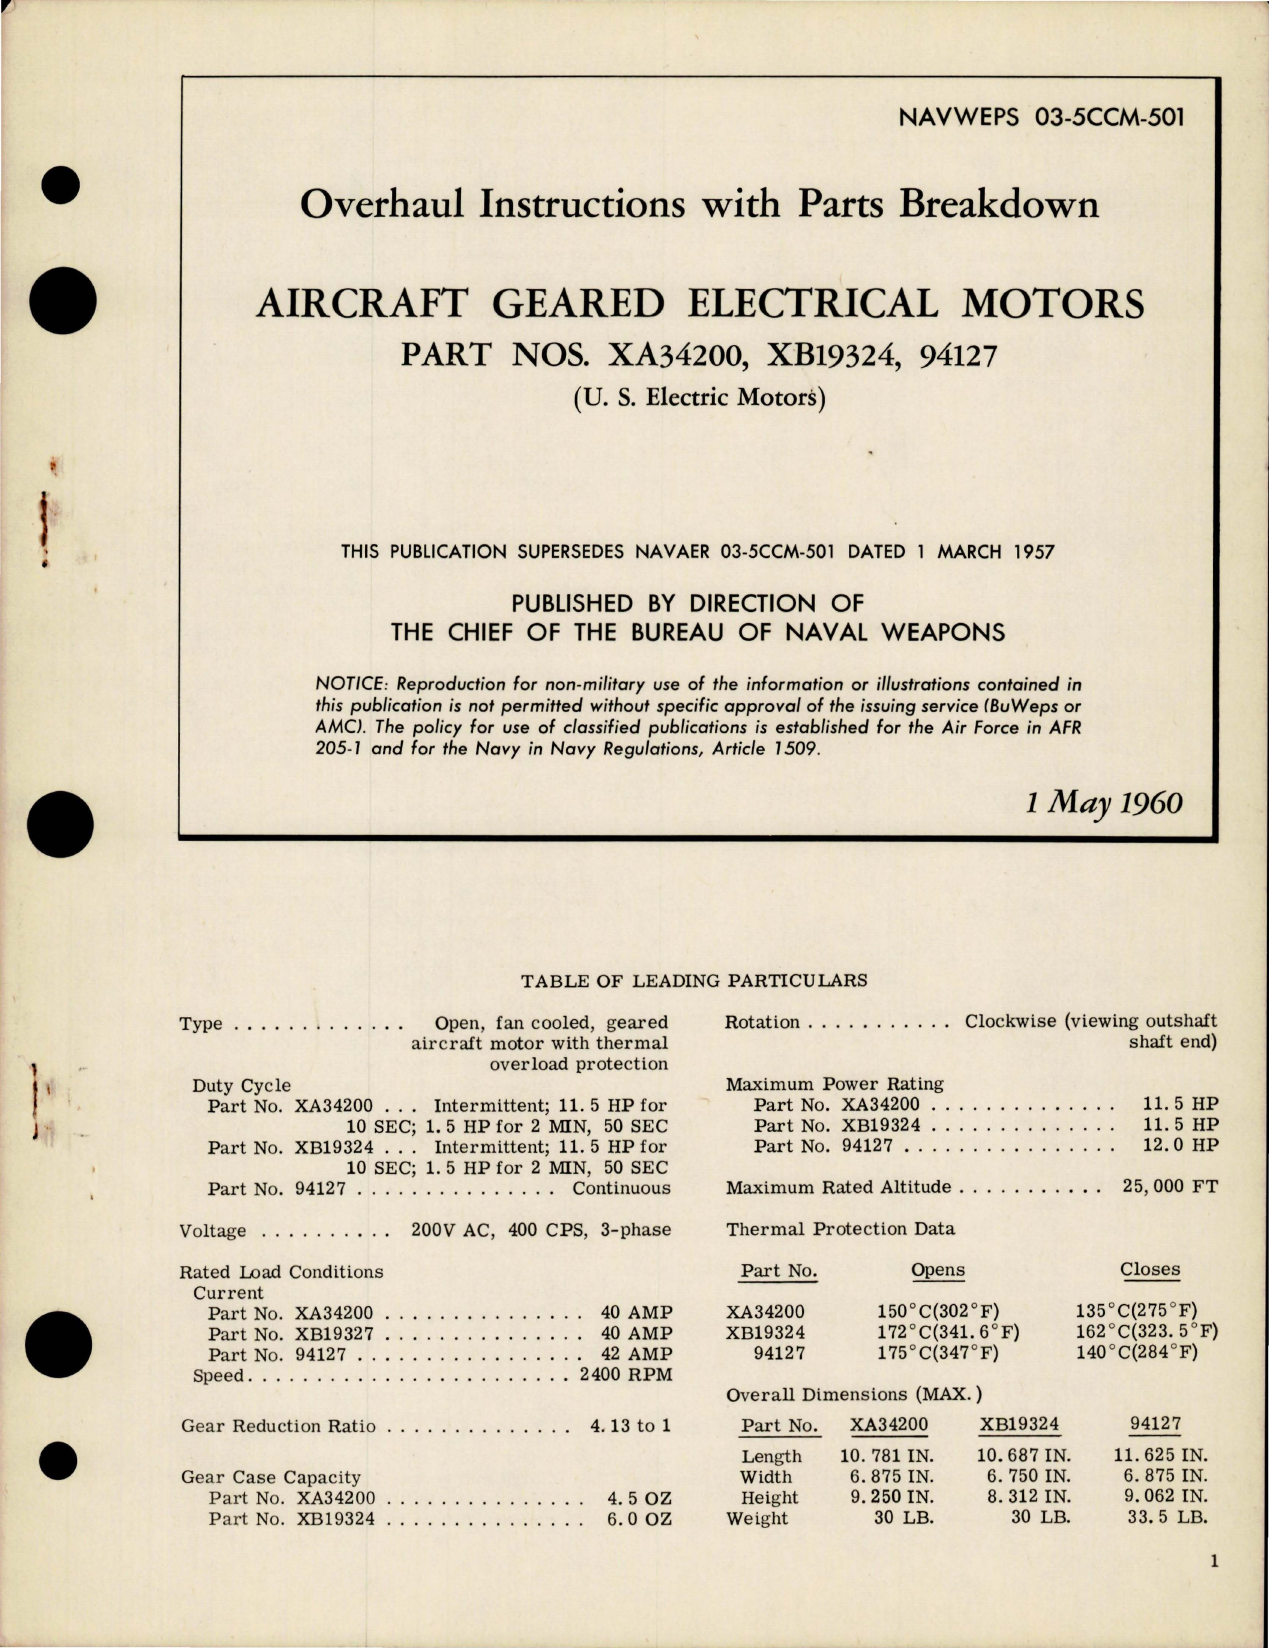 NAVWEPS 03-5CCM-501
Overhaul Instructions with Parts Breakdown
AIRCRAFT GEARED ELECTRICAL MOTORS
PART NOS. XA34200, XB19324, 94127
(U. S. Electric Motors)
THIS PUBLICATION SUPERSEDES NAVAER 03-5CCM-501 DATED 1 MARCH 1957
PUBLISHED BY DIRECTION OF
THE CHIEF OF THE BUREAU OF NAVAL WEAPONS
NOTICE: Reproduction for non-military use of the information or illustrations contained in
this publication is not permitted without specific approval of the issuing service (BuWeps or
AMC). The policy for use of classified publications is established for the Air Force in AFR
205-1 and for the Navy in Navy Regulations, Article 1509.
1 May 1960
TABLE OF LEADING PARTICULARS
Type . . . . . . . . . . . . . Open, fan cooled, geared
aircraft motor with thermal
overload protection
Duty Cycle
Part No. XA34200 . . . Intermittent; 11.5 HP for
10 SEC; 1.5 HP for 2 MIN, 50 SEC
Part No. XB19324 . . . Intermittent; 11.5 HP for
10 SEC; 1.5 HP for 2 MIN, 50 SEC
Part No. 94127 . . . . . . . . . . . . . . . Continuous
Voltage . . . . . . . . . . 200V AC, 400 CPS, 3-phase
Rated Load Conditions
Current
Part No. XA34200 . . . . . . . . . . . . . . . 40 AMP
Part No. XB19327 . . . . . . . . . . . . . . . 40 AMP
Part No. 94127 . . . . . . . . . . . . . . . . . 42 AMP
Speed. . . . . . . . . . . . . . . . . . . . . . . . 2400 RPM
Gear Reduction Ratio . . . . . . . . . . . . . . 4.13 to 1
Gear Case Capacity
Part No. XA34200 . . . . . . . . . . . . . . . 4.5 OZ
Part No. XB19324 . . . . . . . . . . . . . . . 6.0 OZ
Rotation . . . . . . . . . . . Clockwise (viewing outshaft
shaft end)
Maximum Power Rating
Part No. XA34200 . . . . . . . . . . . . . . 11.5 HP
Part No. XB19324 . . . . . . . . . . . . . . 11.5 HP
Part No. 94127 . . . . . . . . . . . . . . . . 12.0 HP
Maximum Rated Altitude . . . . . . . . . . . 25,000 FT
Thermal Protection Data
Part No. Opens Closes
XA34200 150°C(302°F) 135°C(275°F)
XB19324 172°C(341.6°F) 162°C(323.5°F)
94127 175°C(347°F) 140°C(284°F)
Overall Dimensions (MAX.)
Part No. XA34200 XB19324 94127
Length 10.781 IN. 10.687 IN. 11.625 IN.
Width 6.875 IN. 6.750 IN. 6.875 IN.
Height 9.250 IN. 8.312 IN. 9.062 IN.
Weight 30 LB. 30 LB. 33.5 LB.
1